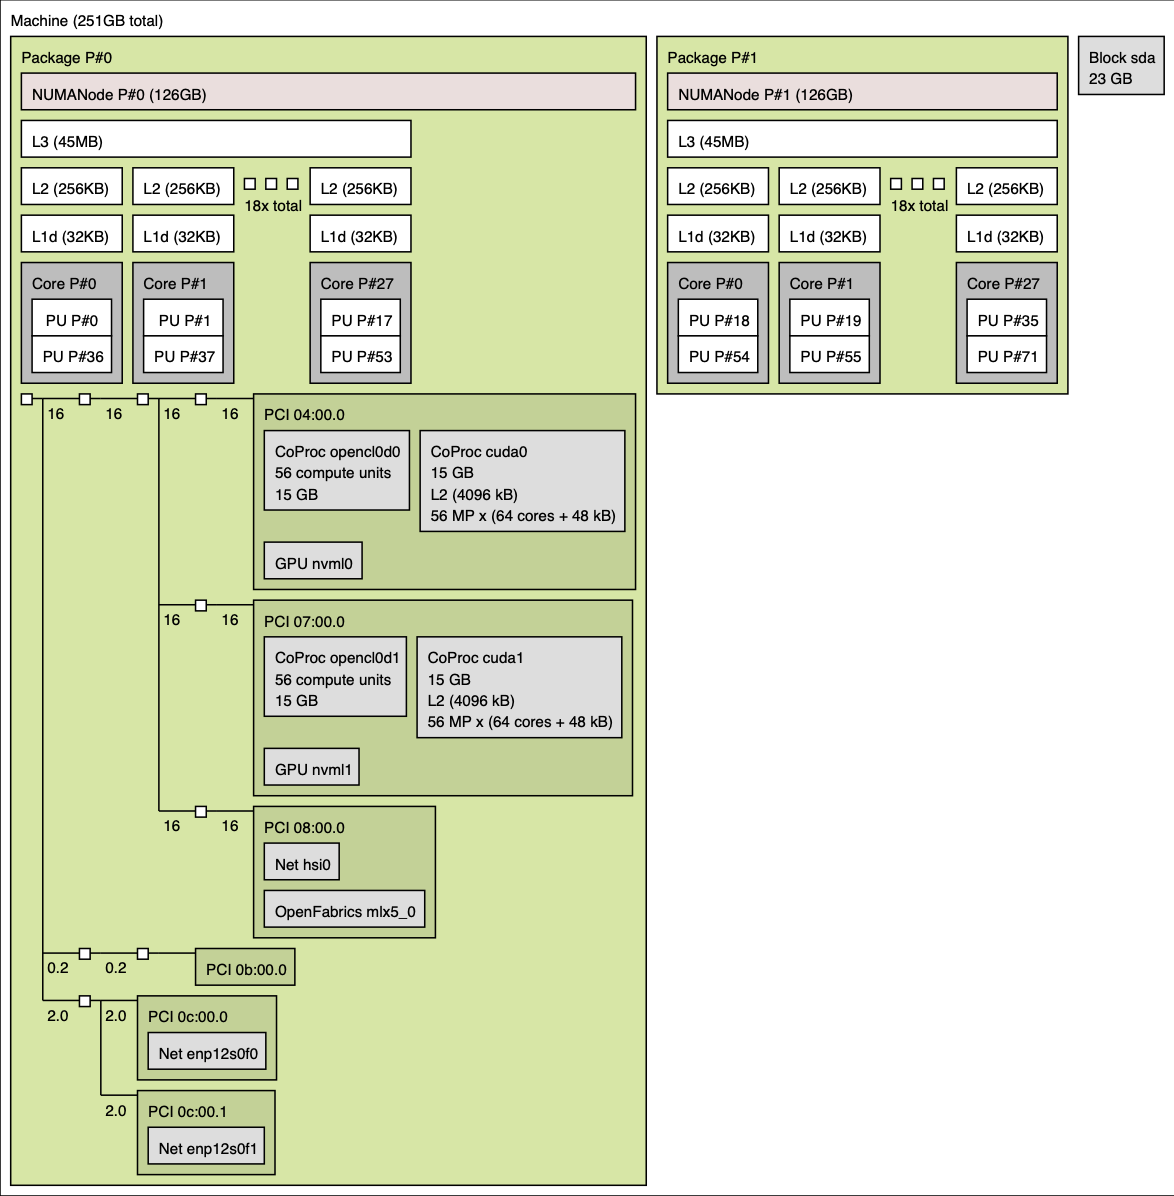 Machine (251GB total)
Package P#0
NUMANode P#0 (126GB)
L3 (45MB)
L2 (256KB)
L2 (256KB)
18x total
L2 (256KB)
L1d (32KB)
L1d (32KB)
L1d (32KB)
Core P#0
PU P#0
PU P#36
Core P#1
PU P#1
PU P#37
Core P#27
PU P#17
PU P#53
16
16
16
16
PCI 04:00.0
CoProc opencl0d0
56 compute units
15 GB
CoProc cuda0
15 GB
L2 (4096 kB)
56 MP x (64 cores + 48 kB)
GPU nvml0
16
16
PCI 07:00.0
CoProc opencl0d1
56 compute units
15 GB
CoProc cuda1
15 GB
L2 (4096 kB)
56 MP x (64 cores + 48 kB)
GPU nvml1
16
16
PCI 08:00.0
Net hsi0
OpenFabrics mlx5_0
0.2
0.2
PCI 0b:00.0
2.0
2.0
PCI 0c:00.0
Net enp12s0f0
2.0
PCI 0c:00.1
Net enp12s0f1
Package P#1
NUMANode P#1 (126GB)
L3 (45MB)
L2 (256KB)
L2 (256KB)
18x total
L2 (256KB)
L1d (32KB)
L1d (32KB)
L1d (32KB)
Core P#0
PU P#18
PU P#54
Core P#1
PU P#19
PU P#55
Core P#27
PU P#35
PU P#71
Block sda
23 GB